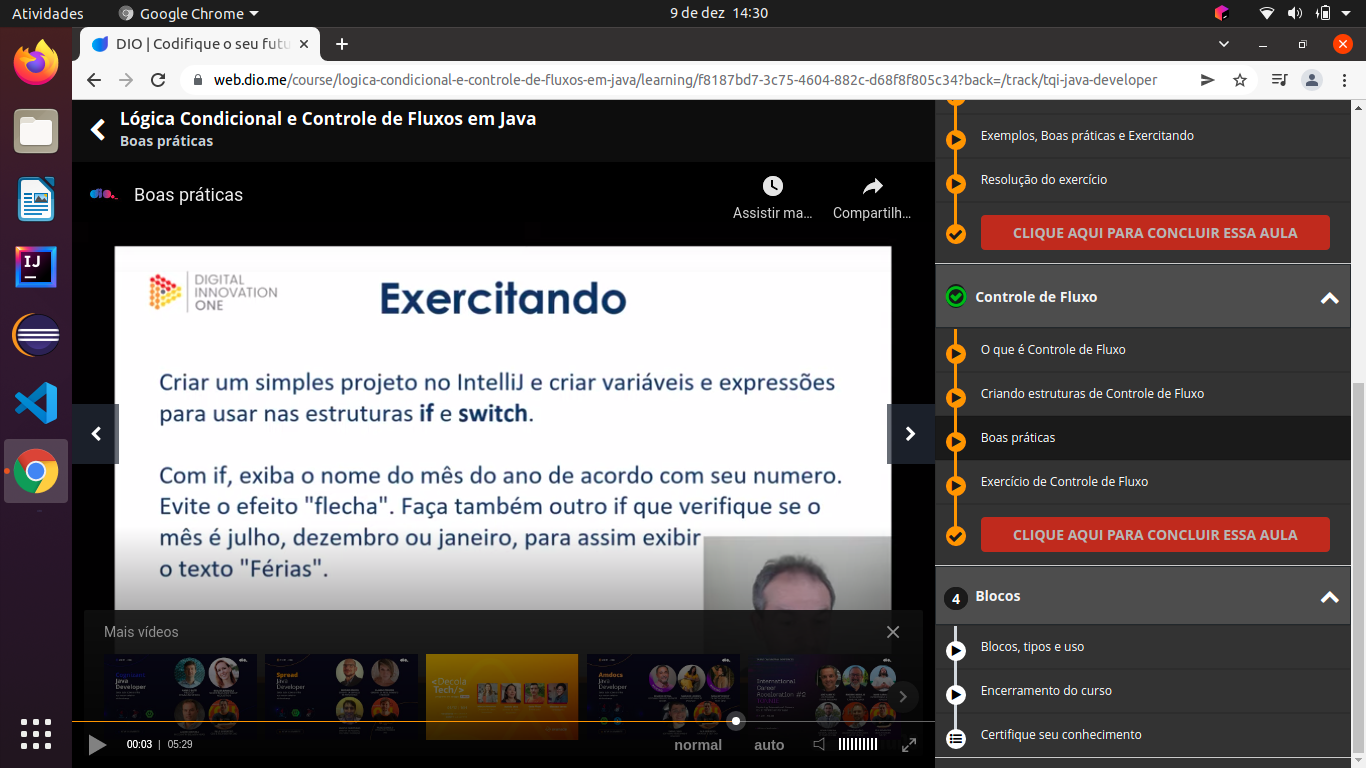 Atividades
Google Chrome
9 de dez 14:30
DIO | Codifique o seu futu
web.dio.me/course/logica-condicional-e-controle-de-fluxos-em-java/learning/f8187bd7-3c75-4604-882c-d68f8f805c34?back=/track/tqi-java-developer
Lógica Condicional e Controle de Fluxos em Java
Boas práticas
dio.
Boas práticas
Assistir ma...
Compartilh...
DIGITAL
INNOVATION
ONE
Exercitando
Criar um simples projeto no IntelliJ e criar variáveis e expressões
para usar nas estruturas if e switch.
Com if, exiba o nome do mês do ano de acordo com seu numero.
Evite o efeito "flecha". Faça também outro if que verifique se o
mês é julho, dezembro ou janeiro, para assim exibir
o texto "Férias".
Mais vídeos
Java
Developer
Spread
Java
Developer
<Decola
Tech/>
Amdocs
Java
Developer
International
Career
Acceleration #2
00:03 | 05:29
normal
auto
Exemplos, Boas práticas e Exercitando
Resolução do exercício
CLIQUE AQUI PARA CONCLUIR ESSA AULA
Controle de Fluxo
O que é Controle de Fluxo
Criando estruturas de Controle de Fluxo
Boas práticas
Exercício de Controle de Fluxo
CLIQUE AQUI PARA CONCLUIR ESSA AULA
4 Blocos
Blocos, tipos e uso
Encerramento do curso
Certifique seu conhecimento
IJ